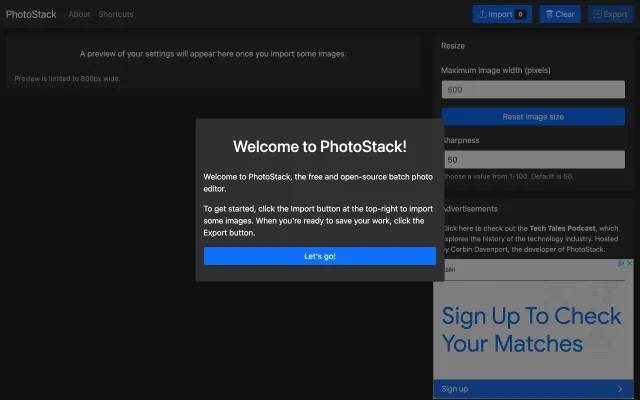 PhotoStack About Shortcuts Import 0 Clear Export
A preview of your settings will appear here once you import some images.
Preview is limited to 800px wide.
Resize
Maximum image width (pixels)
500
Reset image size
Sharpness
50
Choose a value from 1-100. Default is 50.
Welcome to PhotoStack!
Welcome to PhotoStack, the free and open-source batch photo
editor.
To get started, click the Import button at the top-right to import
some images. When you're ready to save your work, click the
Export button.
Let's go!
Advertisements
Click here to check out the Tech Tales Podcast, which
explores the history of the technology industry. Hosted
by Corbin Davenport, the developer of PhotoStack.
Sign Up To Check
Your Matches
Sign up